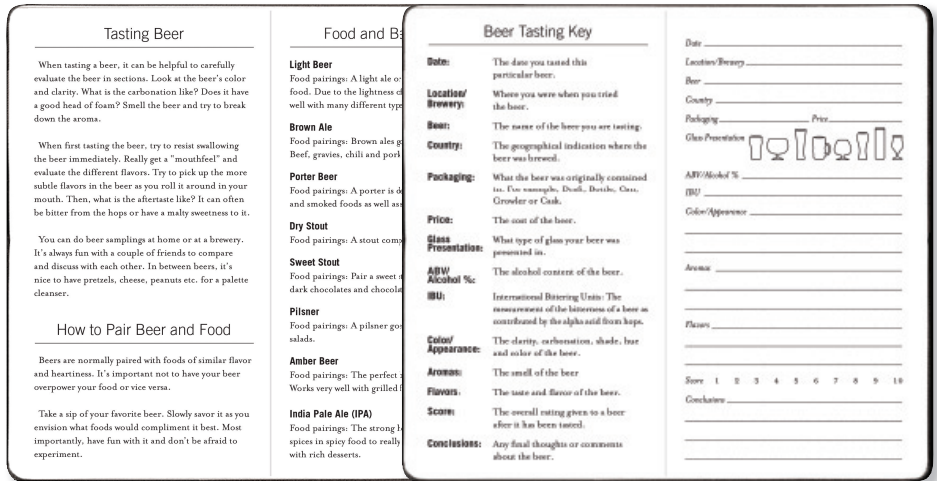 Tasting Beer
When tasting a beer, it can be helpful to carefully
evaluate the beer in sections. Look at the beer's color
and clarity. What is the carbonation like? Does it have
a good head of foam? Smell the beer and try to break
down the aroma.
When first tasting the beer, try to resist swallowing
the beer immediately. Really get a "mouthfeel" and
evaluate the different flavors. Try to pick up the more
subtle flavors in the beer as you roll it around in your
mouth. Then, what is the aftertaste like? It can often
be bitter from the hops or have a malty sweetness to it.
You can do beer samplings at home or at a brewery.
It's always fun with a couple of friends to compare
and discuss with each other. In between beers, it's
nice to have pretzels, cheese, peanuts etc. for a palette
cleanser.
How to Pair Beer and Food
Beers are normally paired with foods of similar flavor
and heartiness. It's important not to have your beer
overpower your food or vice versa.
Take a sip of your favorite beer. Slowly savor it as you
envision what foods would compliment it best. Most
importantly, have fun with it and don't be afraid to
experiment.
Food and
Light Beer
Food pairings: A light ale
food. Due to the lightness
well with many different
Brown Ale
Food pairings: Brown ales
Beef, gravies, chili and pork
Porter Beer
Food pairings: A porter is
and smoked foods as well
Dry Stout
Food pairings: A stout
Sweet Stout
Food pairings: Pair a sweet
dark chocolates and
Pilsner
Food pairings: A pilsner
salads.
Amber Beer
Food pairings: The perfect
Works very well with grilled
India Pale Ale (IPA)
Food pairings: The strong
spices in spicy food to really
with rich desserts.
Beer Tasting Key
Date: The date you tasted this
particular beer.
Location/ Where you were when you tried
Brewery: the beer.
Beer: The name of the beer you are tasting.
Country: The geographical indication where the
beer was brewed.
Packaging: What the beer was originally contained
in. For example, Draft, Bottle, Can,
Growler or Cask.
Price: The cost of the beer.
Glass What type of glass your beer was
Presentation: presented in.
ABW/ The alcohol content of the beer.
Alcohol %:
IBU: International Bittering Units: The
measurement of the bitterness of a beer as
contributed by the alpha acid from hops.
Color/ The clarity, carbonation, shade, hue
Appearance: and color of the beer.
Aromas: The smell of the beer
Flavors: The taste and flavor of the beer.
Score: The overall rating given to a beer
after it has been tasted.
Conclusions: Any final thoughts or comments
about the beer.
Date
Location/Brewery
Beer
Country
Packaging Price
Glass Presentation
ABV/Alcohol %
IBU
Color/Appearance
Aromas
Flavors
Score 1 2 3 4 5 6 7 8 9 10
Conclusions